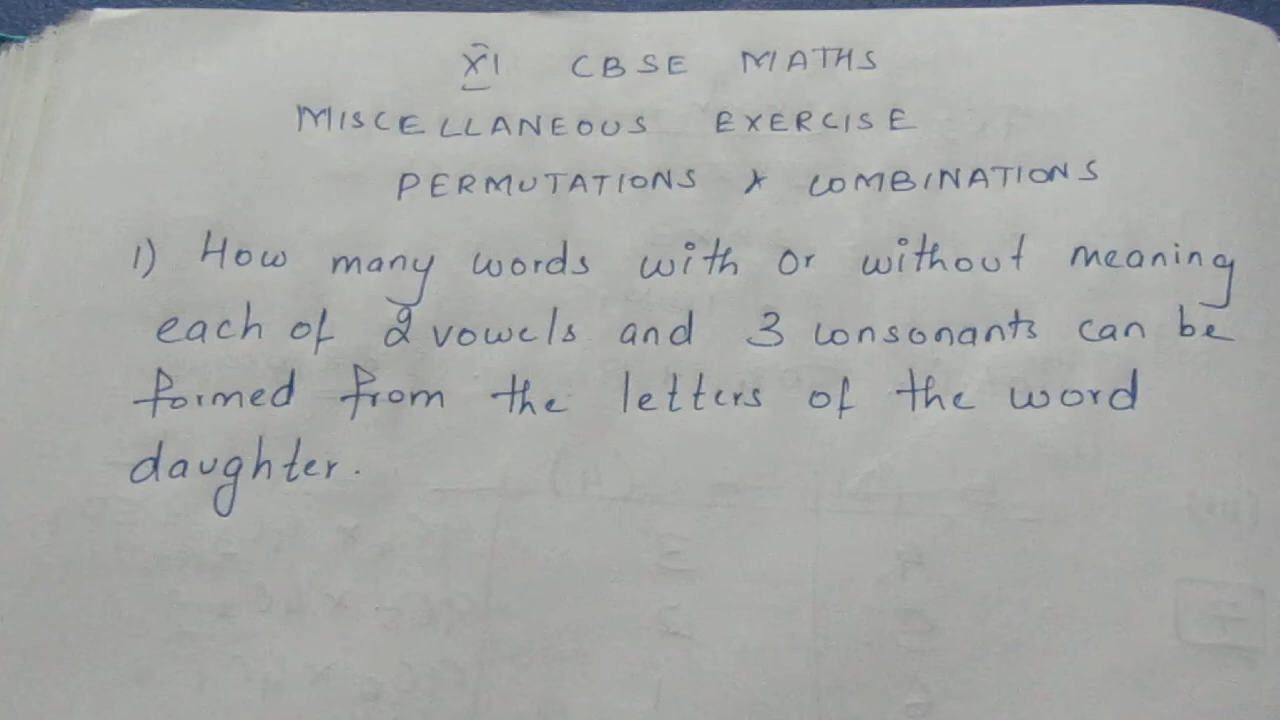 XI CBSE MATHS
MISCELLANEOUS EXERCISE
PERMUTATIONS & COMBINATIONS
1) How many words with or without meaning
each of 2 vowels and 3 consonants can be
formed from the letters of the word
daughter.